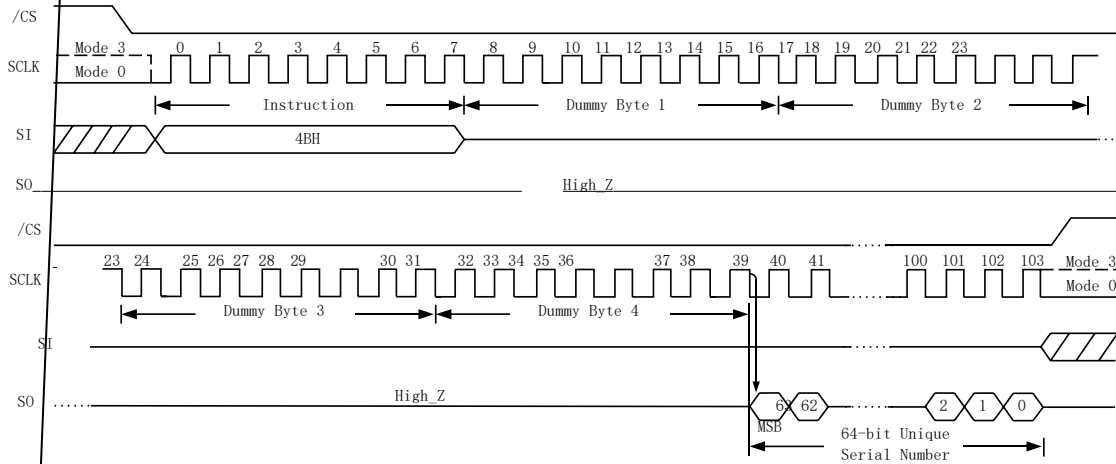 /CS
Mode 3 0 1 2 3 4 5 6 7 8 9 10 11 12 13 14 15 16 17 18 19 20 21 22 23
SCLK Mode 0
Instruction Dummy Byte 1 Dummy Byte 2
SI 4BH
SO High_Z
/CS
23 24 25 26 27 28 29 30 31 32 33 34 35 36 37 38 39 40 41 100 101 102 103 Mode 3
SCLK Mode 0
Dummy Byte 3 Dummy Byte 4
SI
SO High_Z 63 62 2 1 0
MSB 64-bit Unique
Serial Number